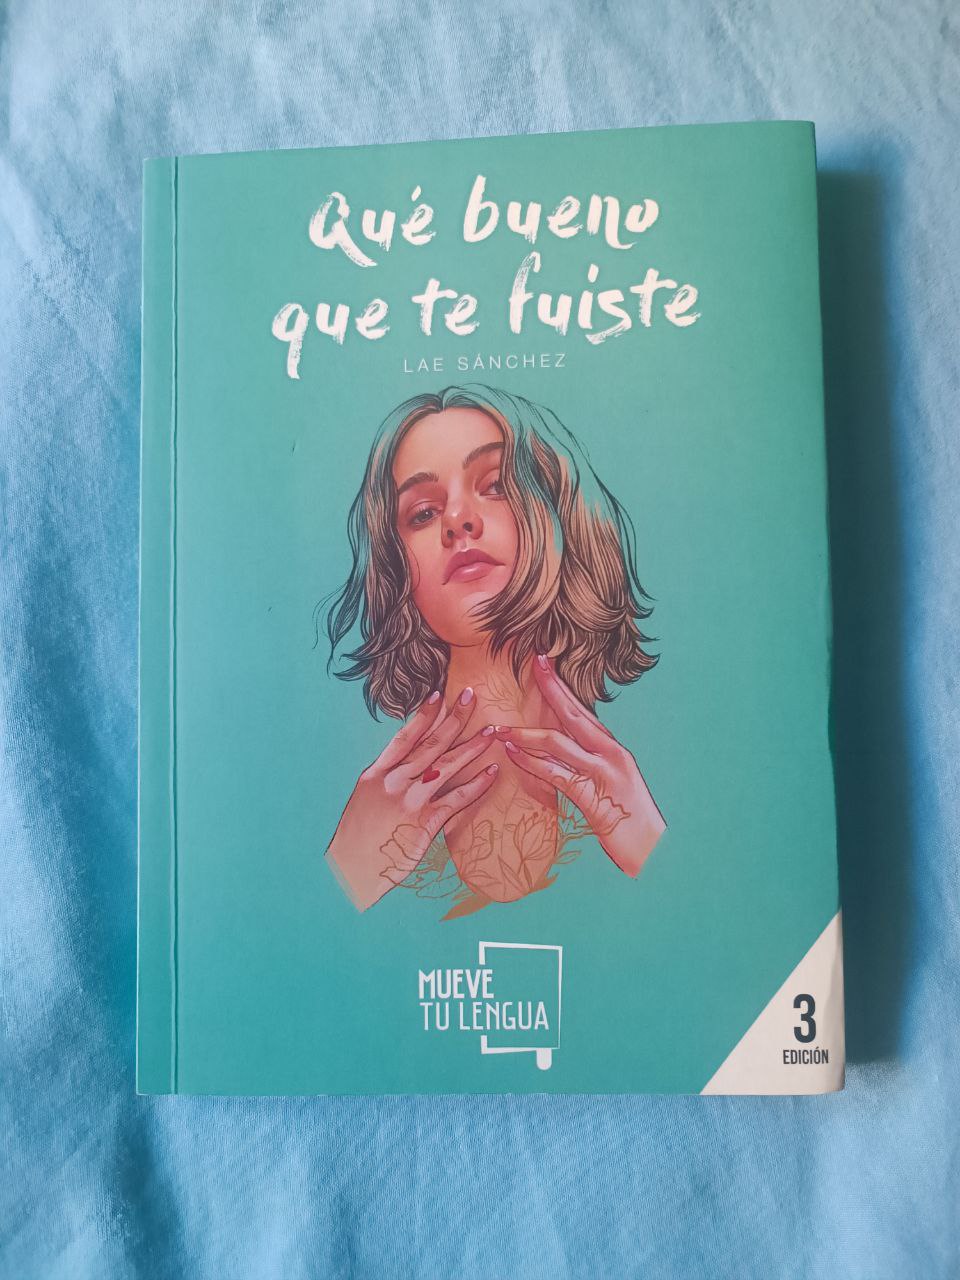 Qué bueno
que te fuiste
LAE SÁNCHEZ
MUEVE
TU LENGUA
3
EDICIÓN